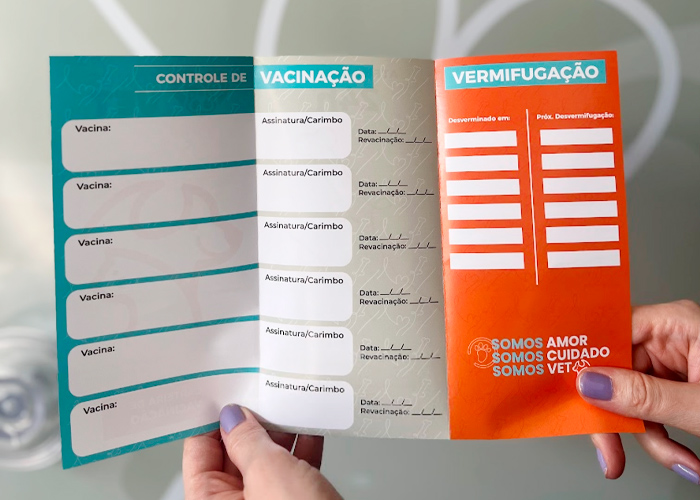 CONTROLE DE VACINAÇÃO
Vacina:
Assinatura/Carimbo
Data: __/__/__
Revacinação: __/__/__
Vacina:
Assinatura/Carimbo
Data: __/__/__
Revacinação: __/__/__
Vacina:
Assinatura/Carimbo
Data: __/__/__
Revacinação: __/__/__
Vacina:
Assinatura/Carimbo
Data: __/__/__
Revacinação: __/__/__
Vacina:
Assinatura/Carimbo
Data: __/__/__
Revacinação: __/__/__
Vacina:
Assinatura/Carimbo
Data: __/__/__
Revacinação: __/__/__
VERMIFUGAÇÃO
Desverminado em:
Próx. Desvermifugação:
SOMOS AMOR
SOMOS CUIDADO
SOMOS VET